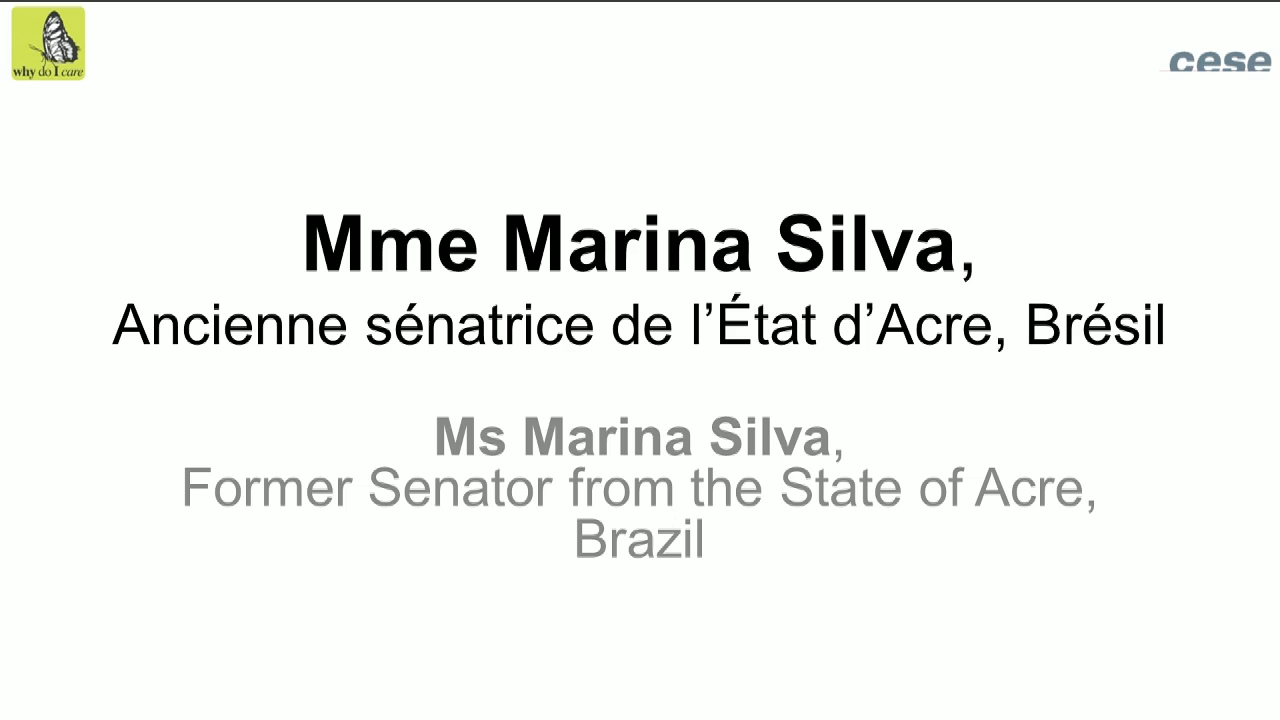 why do I care
cese
Mme Marina Silva,
Ancienne sénatrice de l’État d’Acre, Brésil
Ms Marina Silva,
Former Senator from the State of Acre,
Brazil